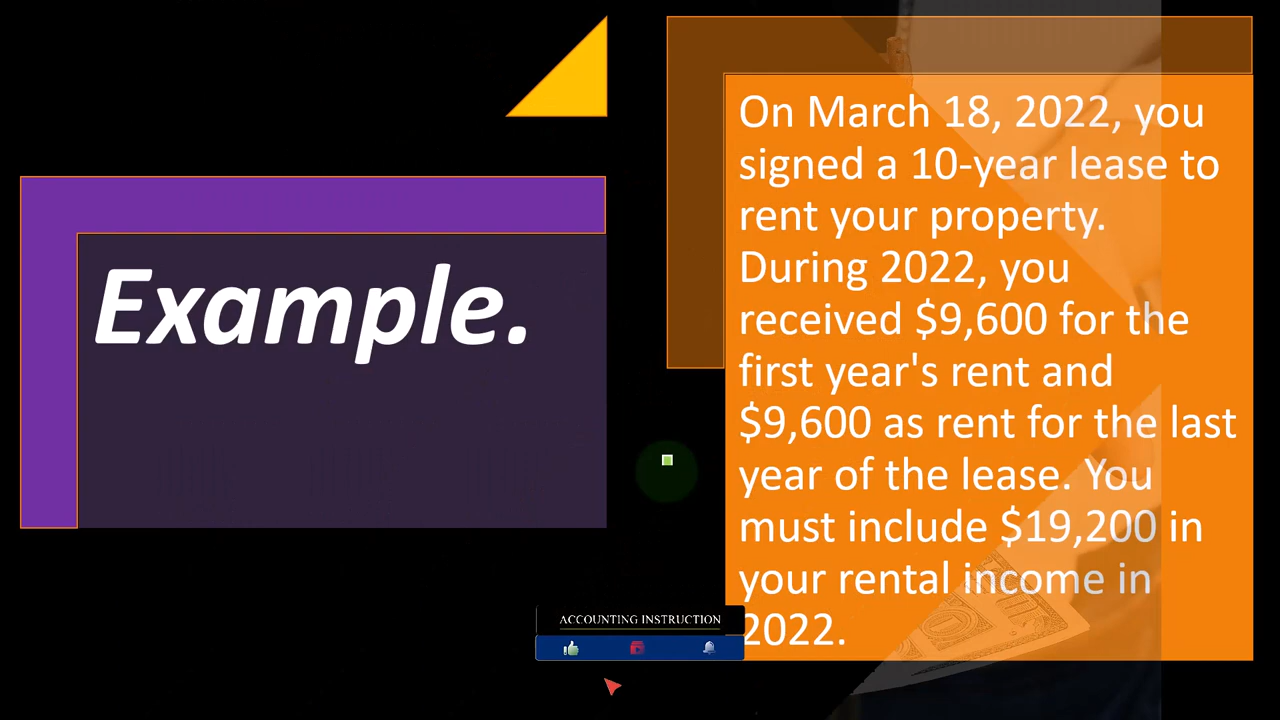 Example.
On March 18, 2022, you
signed a 10-year lease to
rent your property.
During 2022, you
received $9,600 for the
first year's rent and
$9,600 as rent for the last
year of the lease. You
must include $19,200 in
your rental income in
2022.
ACCOUNTING INSTRUCTION